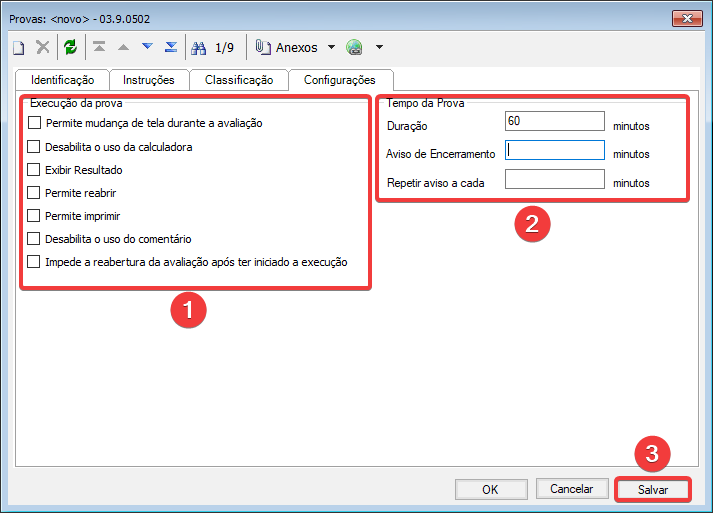 Provas: <novo> - 03.9.0502
1/9 Anexos
Identificação Instruções Classificação Configurações
Execução da prova
Permite mudança de tela durante a avaliação
Desabilita o uso da calculadora
Exibir Resultado
Permite reabrir
Permite imprimir
Desabilita o uso do comentário
Impede a reabertura da avaliação após ter iniciado a execução
1
Tempo da Prova
Duração 60 minutos
Aviso de Encerramento minutos
Repetir aviso a cada minutos
2
3
OK Cancelar Salvar